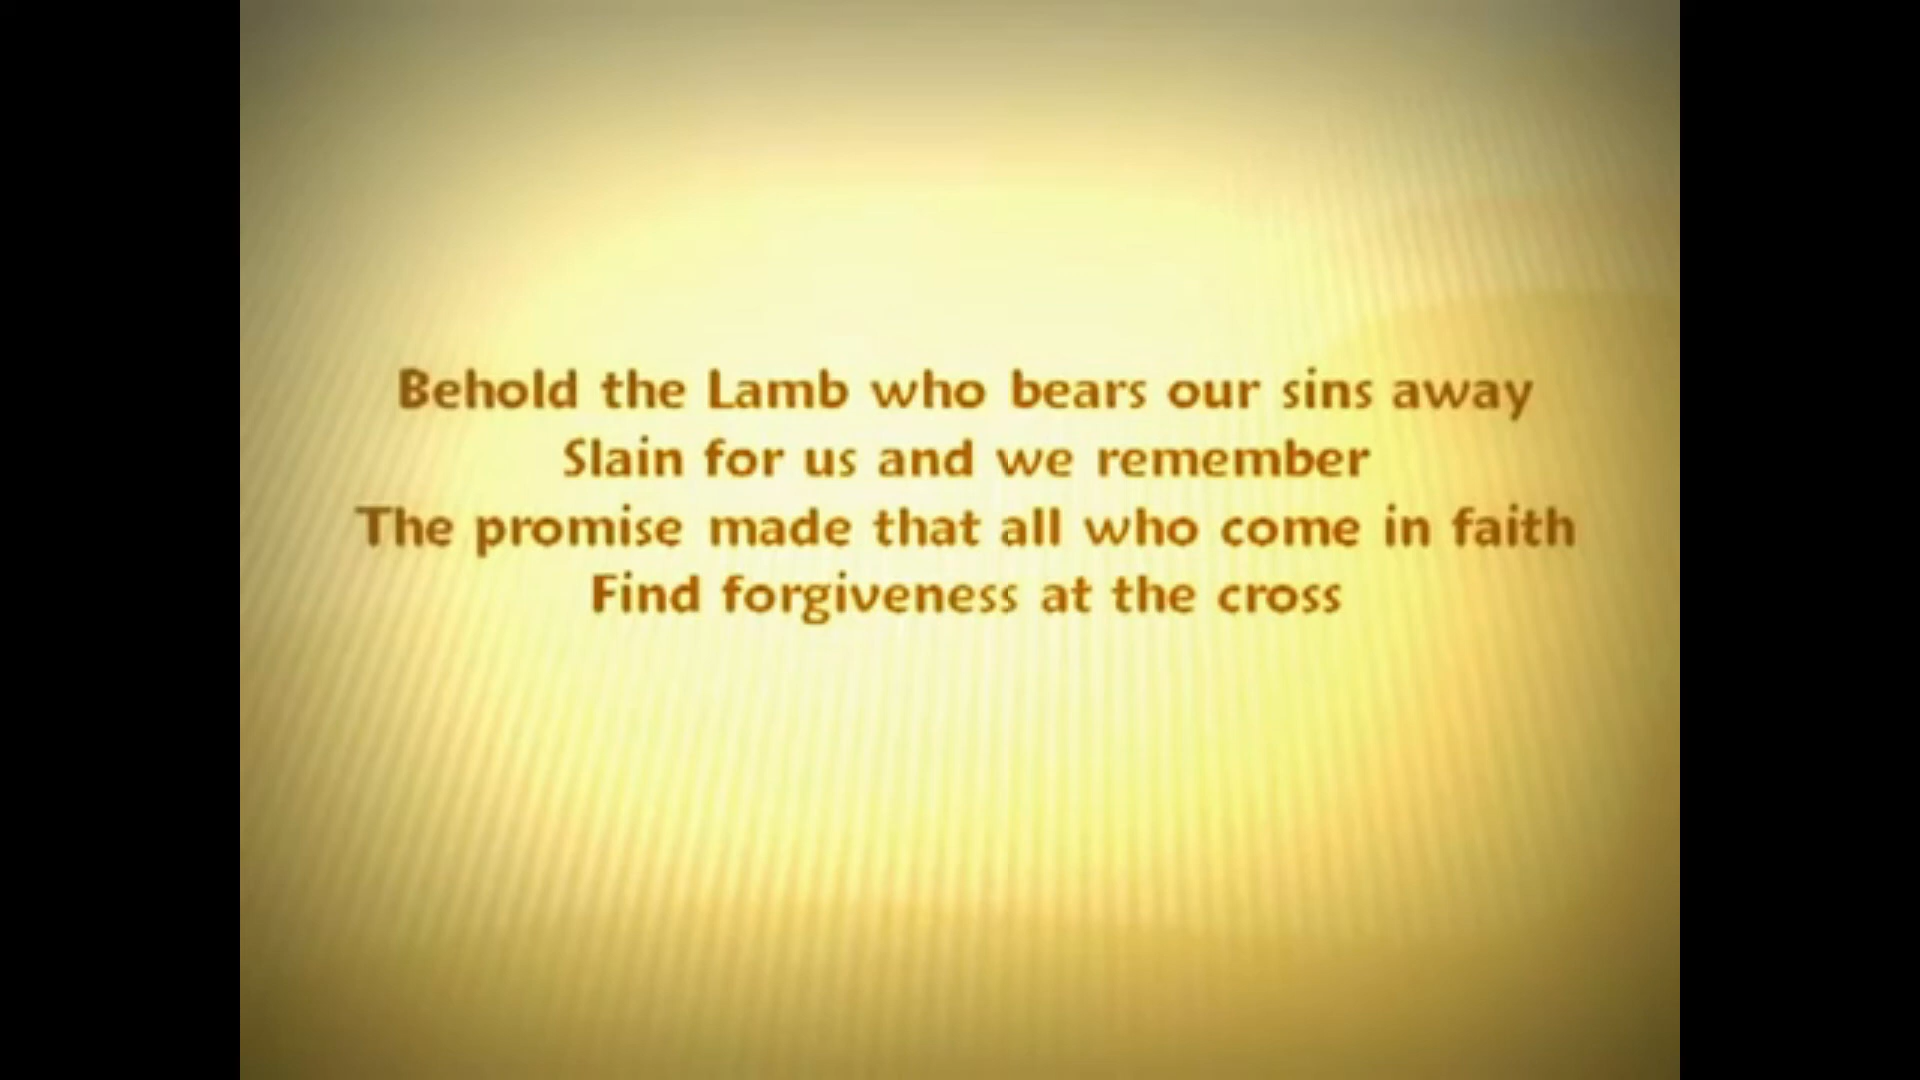 Behold the Lamb who bears our sins away
Slain for us and we remember
The promise made that all who come in faith
Find forgiveness at the cross